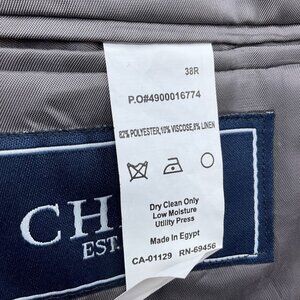 38R
P.O#4900016774
82% POLYESTER,10% VISCOSE,8% LINEN
Dry Clean Only
Low Moisture
Utility Press
Made In Egypt
CA-01129 RN-69456
CH
EST.